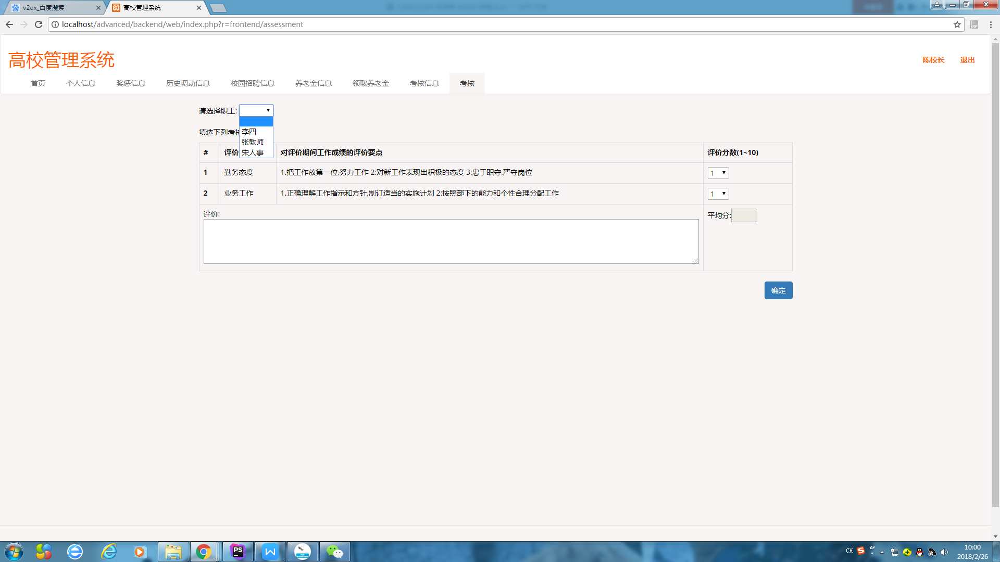 v2ex_百度搜索
高校管理系统
localhost/advanced/backend/web/index.php?r=frontend/assessment
RP
高校管理系统
陈校长 退出
首页 个人信息 奖惩信息 历史调动信息 校园招聘信息 养老金信息 领取养老金 考核信息 考核
请选择职工:
李四
张教师
宋人事
填选下列考核
# 评价 对评价期间工作成绩的评价要点 评价分数(1~10)
1 勤务态度 1.把工作放第一位,努力工作 2:对新工作表现出积极的态度 3:忠于职守,严守岗位 1
2 业务工作 1.正确理解工作指示和方针,制订适当的实施计划 2:按照部下的能力和个性合理分配工作 1
评价: 平均分:
确定
PS
W
CH
10:00
2018/2/26